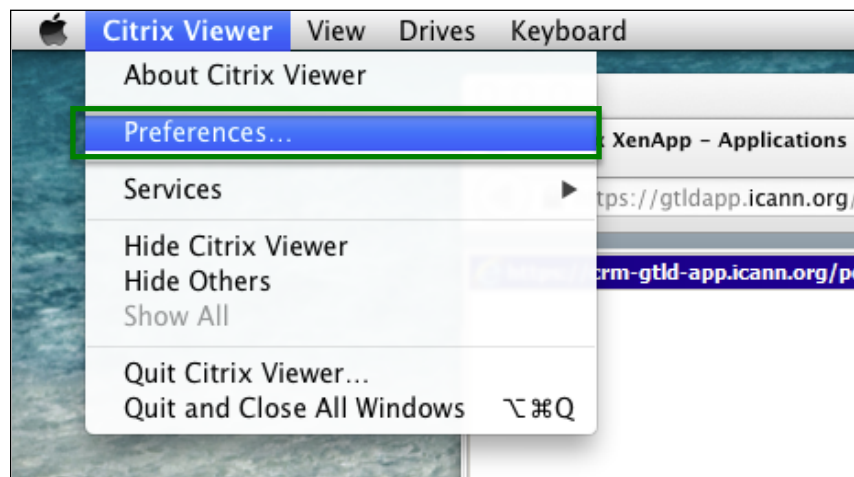 Citrix Viewer View Drives Keyboard
About Citrix Viewer
Preferences...
XenApp – Applications
Services
tps://gtldapp.icann.org/
Hide Citrix Viewer
crm-gtld-app.icann.org/p
Hide Others
Show All
Quit Citrix Viewer...
Quit and Close All Windows ⌥⌘Q